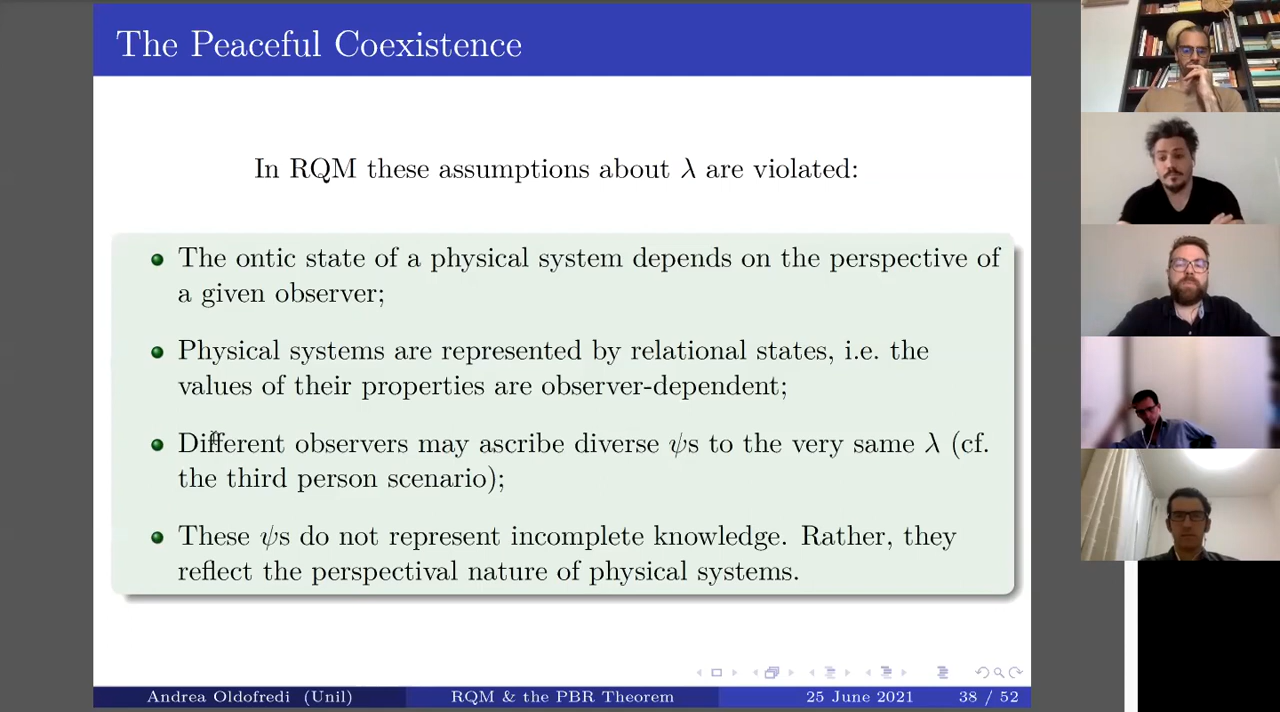 The Peaceful Coexistence
In RQM these assumptions about λ are violated:
The ontic state of a physical system depends on the perspective of
a given observer;
Physical systems are represented by relational states, i.e. the
values of their properties are observer-dependent;
Different observers may ascribe diverse ψs to the very same λ (cf.
the third person scenario);
These ψs do not represent incomplete knowledge. Rather, they
reflect the perspectival nature of physical systems.
Andrea Oldofredi (Unil)
RQM & the PBR Theorem
25 June 2021
38 / 52